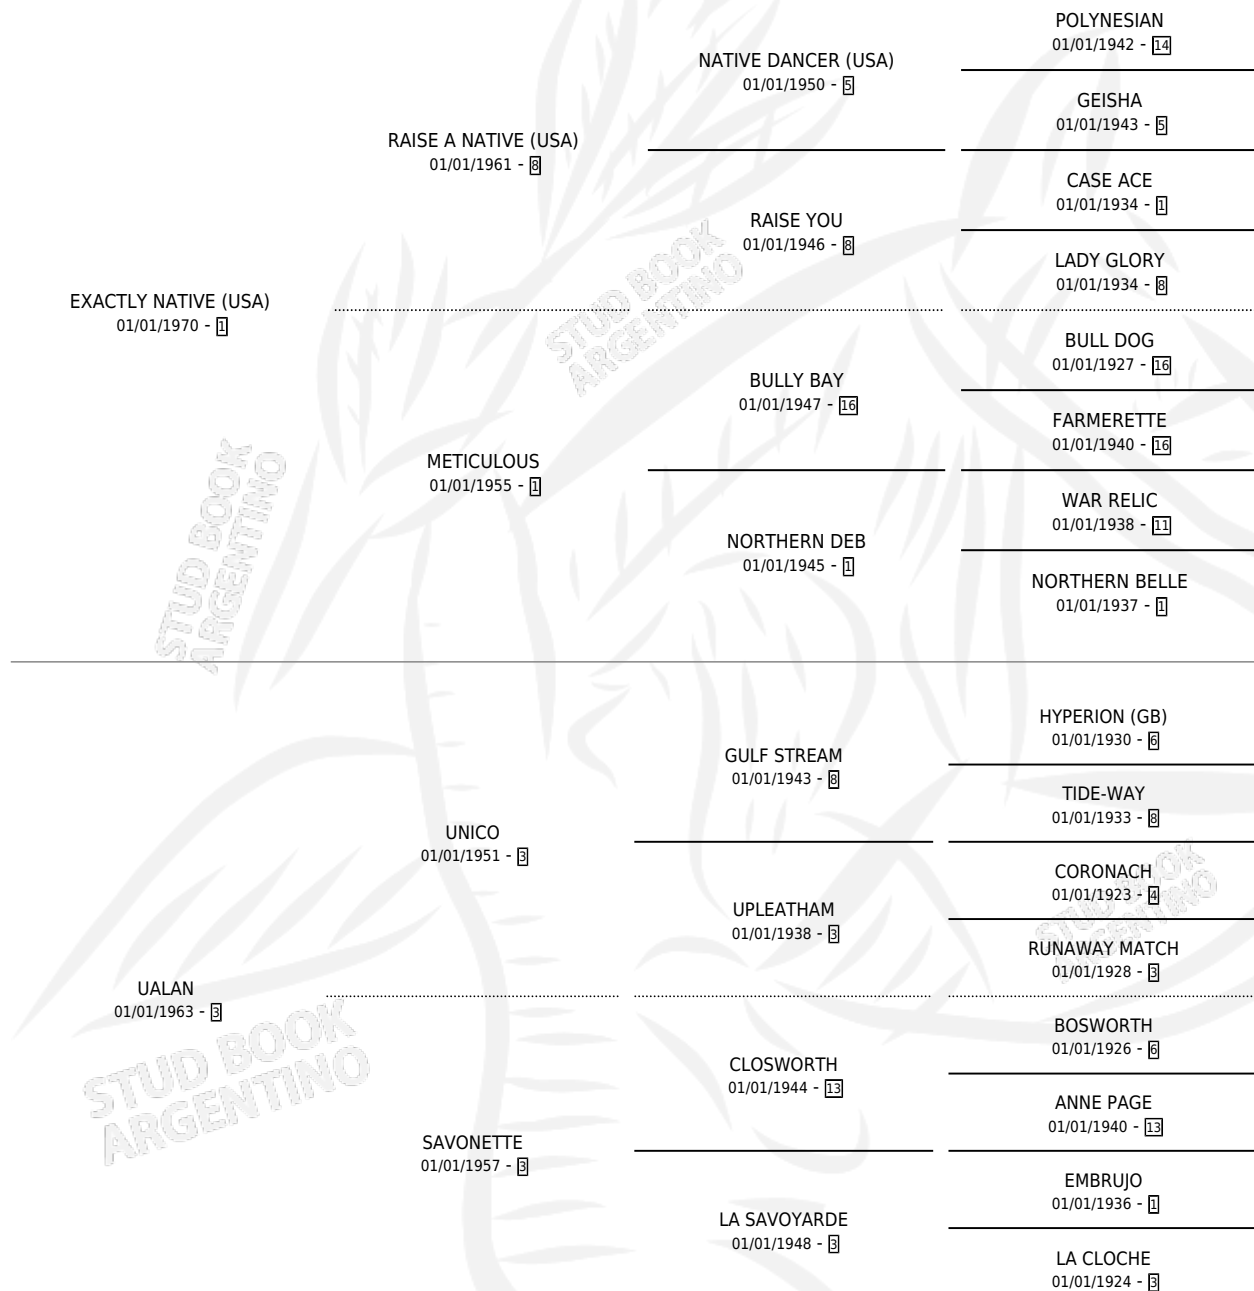 POLYNESIAN
01/01/1942 - 14
NATIVE DANCER (USA)
01/01/1950 - 5
GEISHA
01/01/1943 - 5
RAISE A NATIVE (USA)
01/01/1961 - 8
CASE ACE
01/01/1934 - 1
RAISE YOU
01/01/1946 - 8
LADY GLORY
01/01/1934 - 8
EXACTLY NATIVE (USA)
01/01/1970 - 1
BULL DOG
01/01/1927 - 16
BULLY BAY
01/01/1947 - 16
FARMERETTE
01/01/1940 - 16
METICULOUS
01/01/1955 - 1
WAR RELIC
01/01/1938 - 11
NORTHERN DEB
01/01/1945 - 1
NORTHERN BELLE
01/01/1937 - 1
HYPERION (GB)
01/01/1930 - 6
GULF STREAM
01/01/1943 - 8
TIDE-WAY
01/01/1933 - 8
UNICO
01/01/1951 - 3
CORONACH
01/01/1923 - 4
UPLEATHAM
01/01/1938 - 3
RUNAWAY MATCH
01/01/1928 - 3
UALAN
01/01/1963 - 3
BOSWORTH
01/01/1926 - 6
CLOSWORTH
01/01/1944 - 13
ANNE PAGE
01/01/1940 - 13
SAVONETTE
01/01/1957 - 3
EMBRUJO
01/01/1936 - 1
LA SAVOYARDE
01/01/1948 - 3
LA CLOCHE
01/01/1924 - 3
STUD BOOK
ARGENTINO
STUD BOOK
ARGENTINO
STUD BOOK
ARGENTINO
STUD BOOK
ARGENTINO